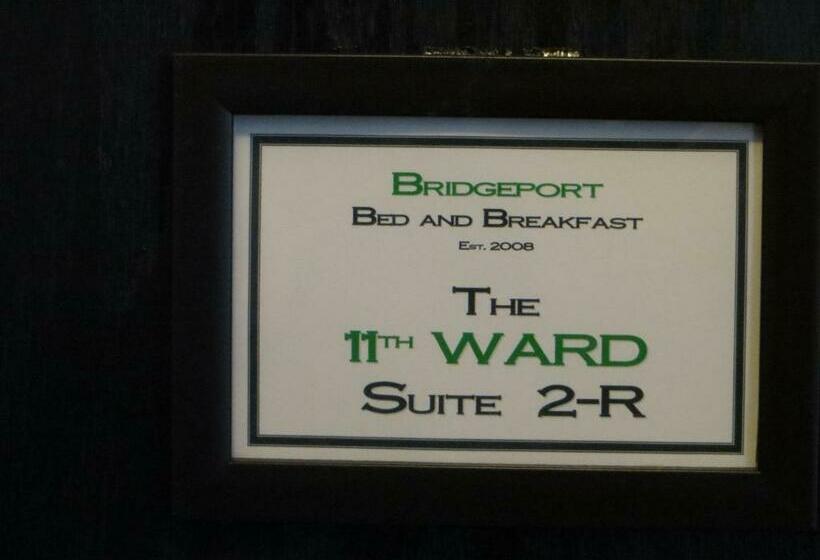 Bridgeport
Bed and Breakfast
Est. 2008
The
11th WARD
Suite 2-R